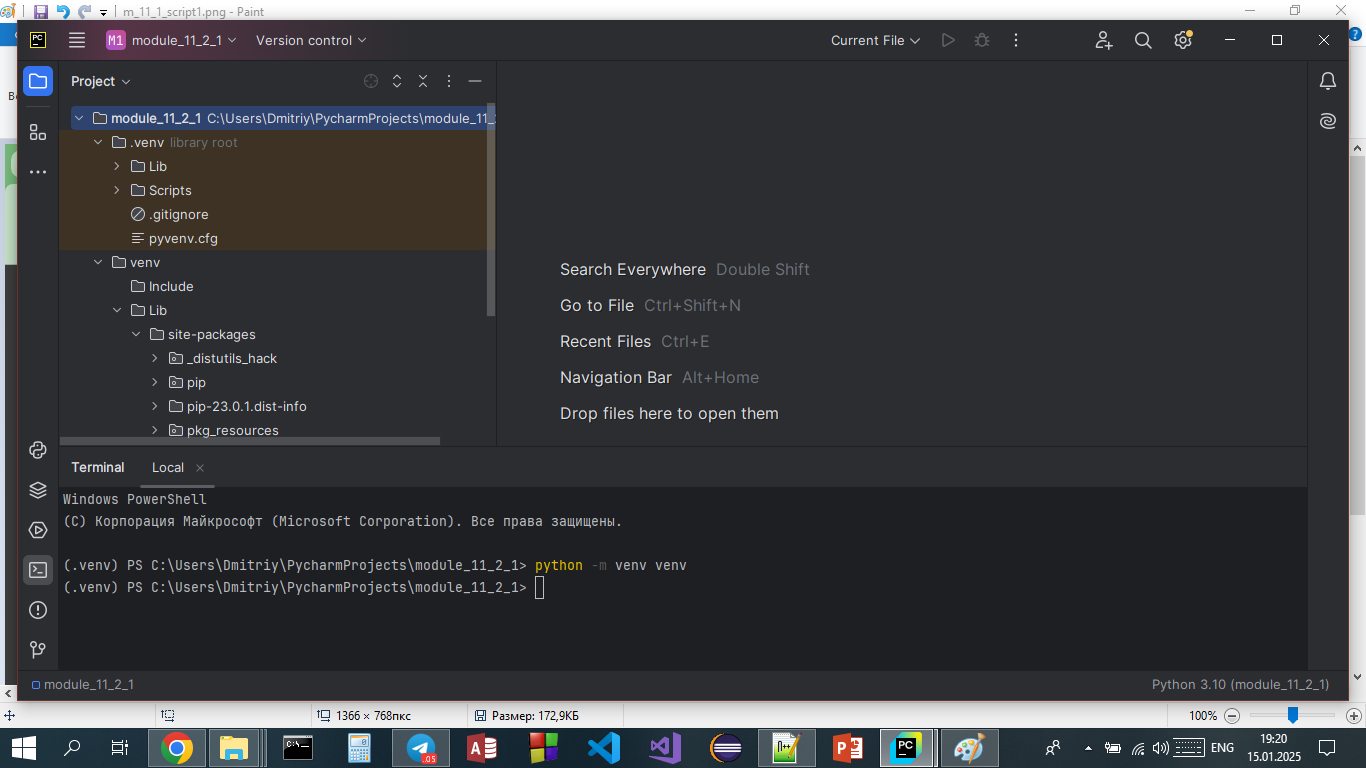 m_11_1_script1.png - Paint
PC
M1 module_11_2_1 Version control Current File
Project
module_11_2_1 C:\Users\Dmitriy\PycharmProjects\module_11_
.venv library root
Lib
Scripts
.gitignore
pyvenv.cfg
venv
Include
Lib
site-packages
_distutils_hack
pip
pip-23.0.1.dist-info
pkg_resources
Search Everywhere Double Shift
Go to File Ctrl+Shift+N
Recent Files Ctrl+E
Navigation Bar Alt+Home
Drop files here to open them
Terminal Local
Windows PowerShell
(C) Корпорация Майкрософт (Microsoft Corporation). Все права защищены.
(.venv) PS C:\Users\Dmitriy\PycharmProjects\module_11_2_1> python -m venv venv
(.venv) PS C:\Users\Dmitriy\PycharmProjects\module_11_2_1>
module_11_2_1 Python 3.10 (module_11_2_1)
1366 × 768пкс Размер: 172,9КБ 100%
ENG 19:20
15.01.2025